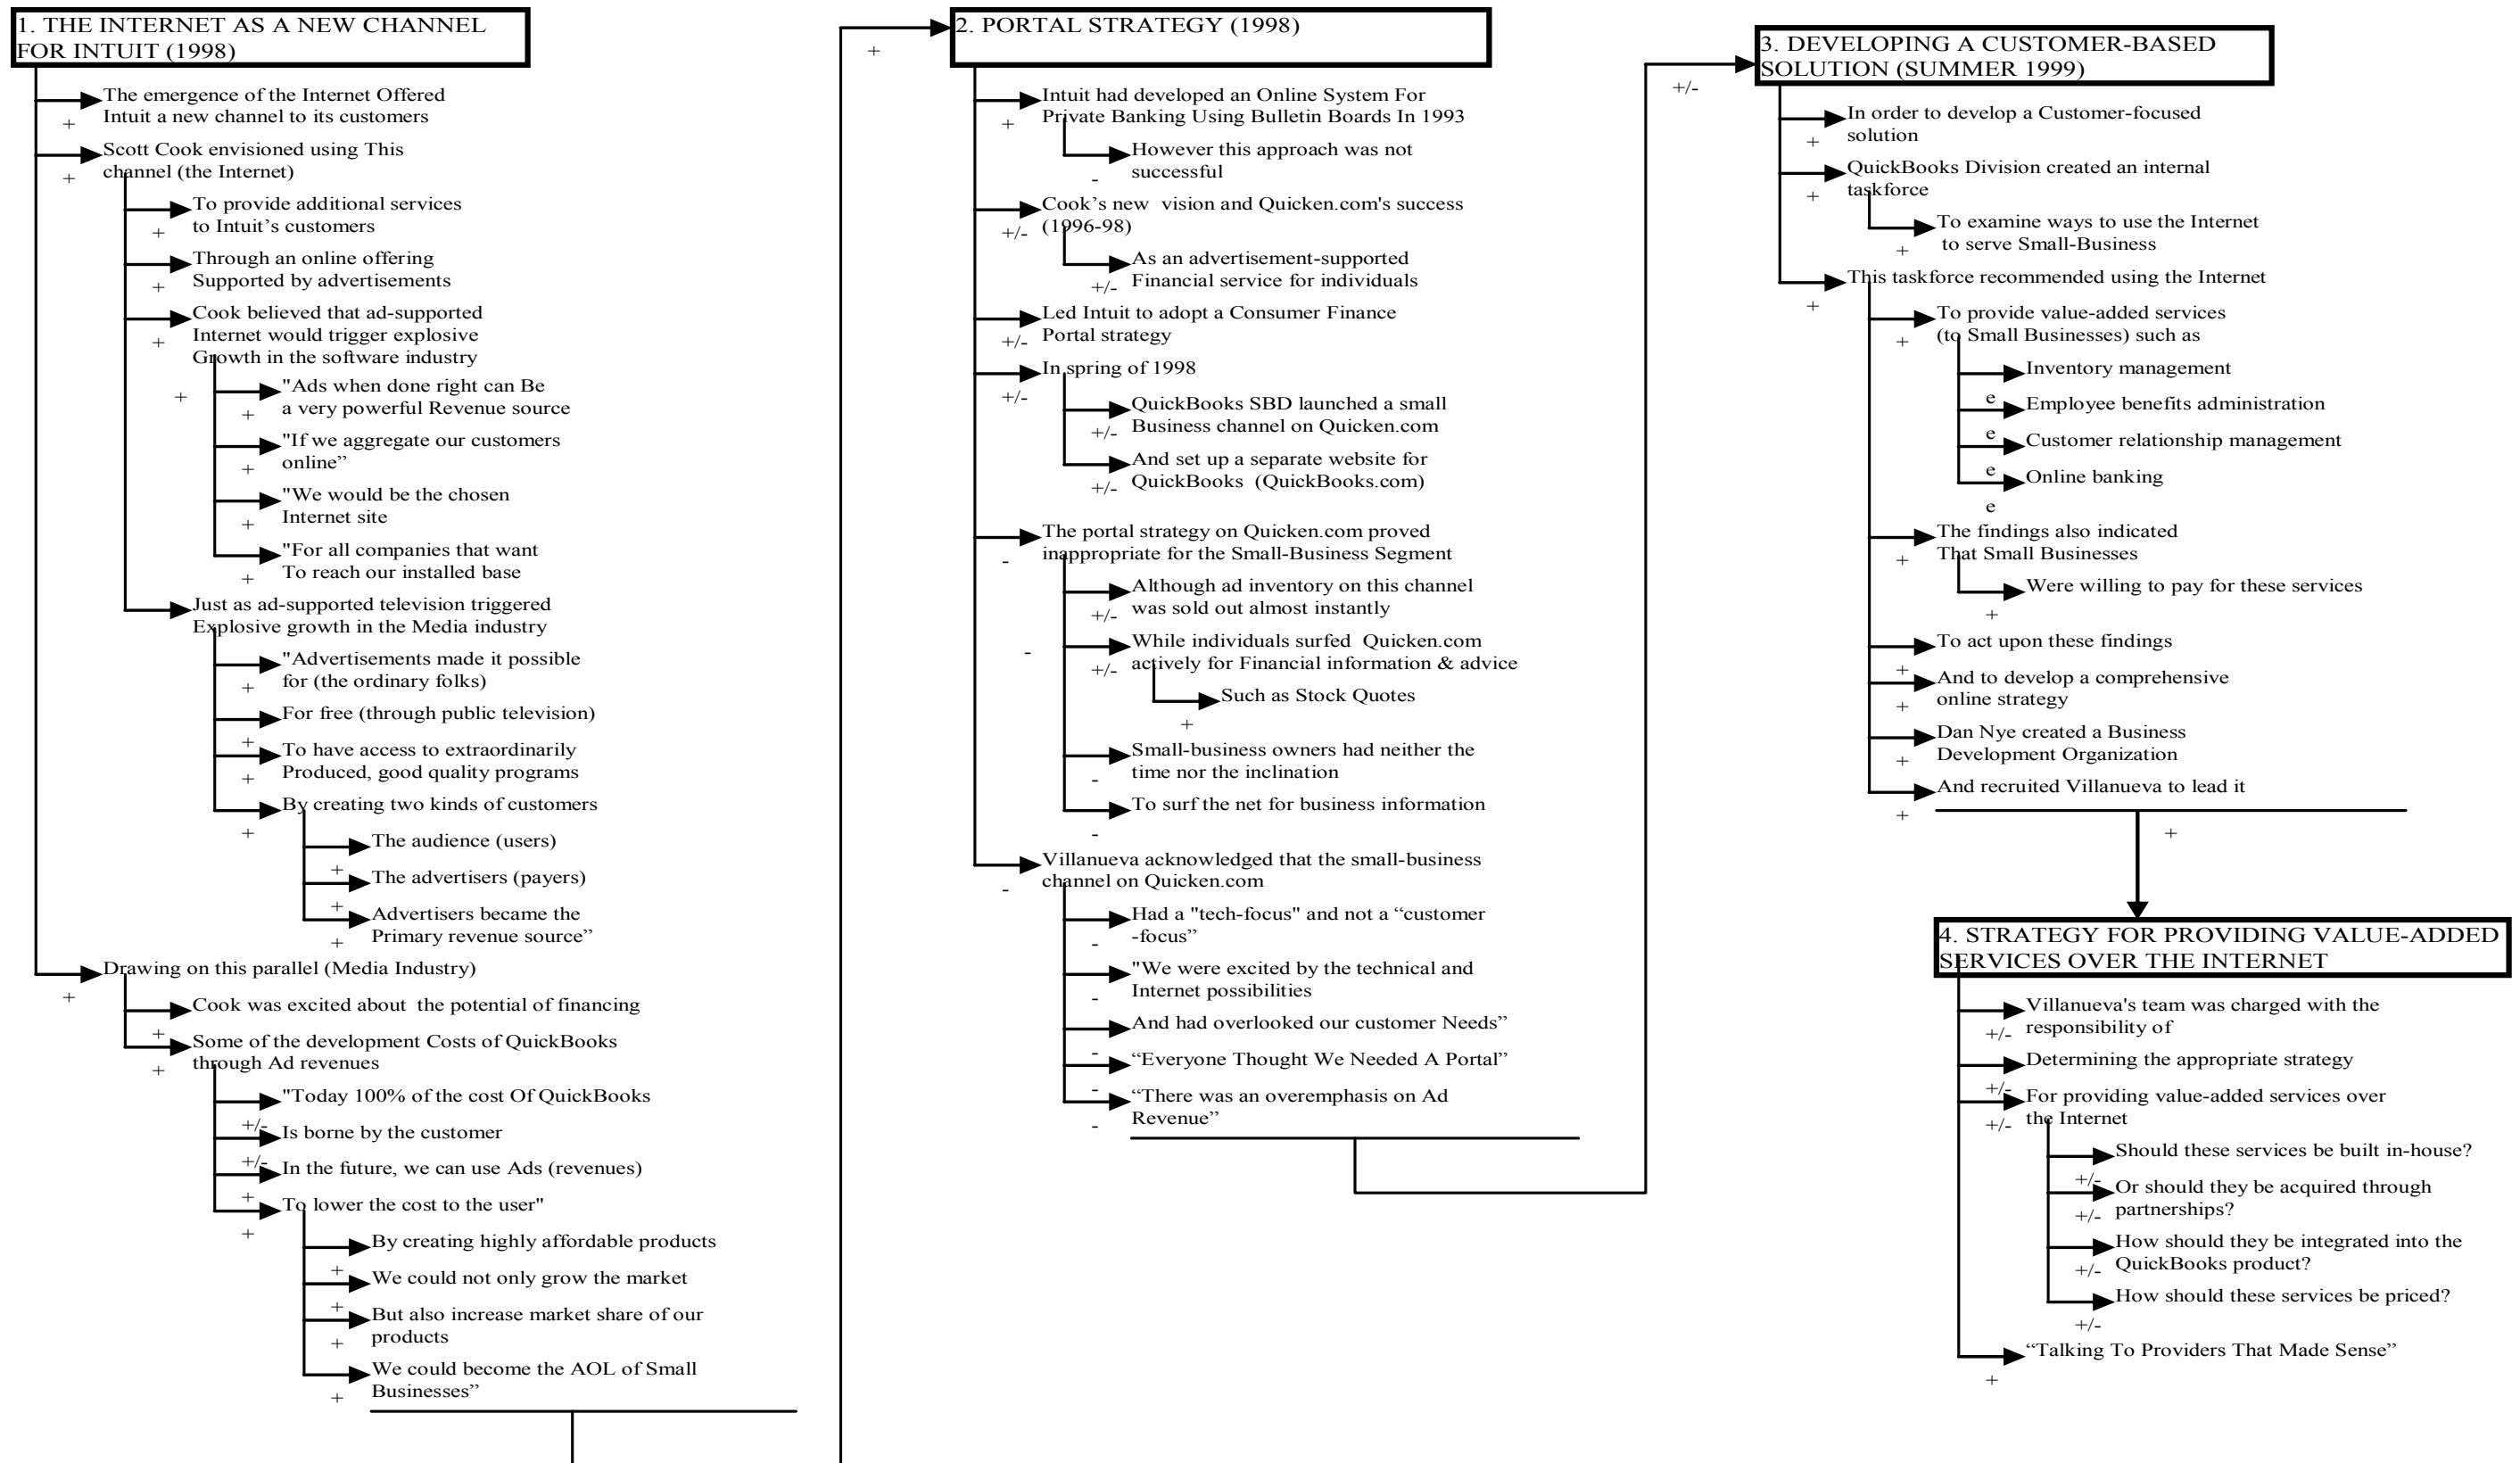 1. THE INTERNET AS A NEW CHANNEL
FOR INTUIT (1998)
+
The emergence of the Internet Offered
Intuit a new channel to its customers
+
Scott Cook envisioned using This
channel (the Internet)
+
To provide additional services
to Intuit’s customers
+
Through an online offering
Supported by advertisements
+
Cook believed that ad-supported
Internet would trigger explosive
Growth in the software industry
+
+
"Ads when done right can Be
a very powerful Revenue source
+
"If we aggregate our customers
online”
+
"We would be the chosen
Internet site
+
"For all companies that want
To reach our installed base
+
Just as ad-supported television triggered
Explosive growth in the Media industry
"Advertisements made it possible
for (the ordinary folks)
+
For free (through public television)
+
To have access to extraordinarily
Produced, good quality programs
+
By creating two kinds of customers
+
The audience (users)
+
The advertisers (payers)
+
Advertisers became the
Primary revenue source”
+
Drawing on this parallel (Media Industry)
+
Cook was excited about the potential of financing
+
Some of the development Costs of QuickBooks
through Ad revenues
+
"Today 100% of the cost Of QuickBooks
+/-
Is borne by the customer
+/-
In the future, we can use Ads (revenues)
+
To lower the cost to the user"
+
By creating highly affordable products
+
We could not only grow the market
+
But also increase market share of our
products
+
We could become the AOL of Small
Businesses”
+
2. PORTAL STRATEGY (1998)
Intuit had developed an Online System For
Private Banking Using Bulletin Boards In 1993
+
However this approach was not
successful
-
Cook’s new vision and Quicken.com's success
(1996-98)
+/-
As an advertisement-supported
Financial service for individuals
+/-
Led Intuit to adopt a Consumer Finance
Portal strategy
+/-
In spring of 1998
+/-
QuickBooks SBD launched a small
Business channel on Quicken.com
+/-
And set up a separate website for
QuickBooks (QuickBooks.com)
+/-
The portal strategy on Quicken.com proved
inappropriate for the Small-Business Segment
-
Although ad inventory on this channel
was sold out almost instantly
+/-
-
While individuals surfed Quicken.com
actively for Financial information & advice
+/-
Such as Stock Quotes
+
Small-business owners had neither the
time nor the inclination
-
To surf the net for business information
-
Villanueva acknowledged that the small-business
channel on Quicken.com
-
Had a "tech-focus" and not a “customer
-focus”
-
"We were excited by the technical and
Internet possibilities
-
And had overlooked our customer Needs”
-
“Everyone Thought We Needed A Portal”
-
“There was an overemphasis on Ad
Revenue”
-
+/-
3. DEVELOPING A CUSTOMER-BASED
SOLUTION (SUMMER 1999)
In order to develop a Customer-focused
solution
+
QuickBooks Division created an internal
taskforce
+
To examine ways to use the Internet
to serve Small-Business
+
This taskforce recommended using the Internet
+
To provide value-added services
(to Small Businesses) such as
+
Inventory management
e
Employee benefits administration
e
Customer relationship management
e
Online banking
e
The findings also indicated
That Small Businesses
+
Were willing to pay for these services
+
To act upon these findings
+
And to develop a comprehensive
online strategy
+
Dan Nye created a Business
Development Organization
+
And recruited Villanueva to lead it
+
+
4. STRATEGY FOR PROVIDING VALUE-ADDED
SERVICES OVER THE INTERNET
Villanueva's team was charged with the
responsibility of
+/-
Determining the appropriate strategy
+/-
For providing value-added services over
the Internet
+/-
Should these services be built in-house?
+/-
Or should they be acquired through
partnerships?
+/-
How should they be integrated into the
QuickBooks product?
+/-
How should these services be priced?
+/-
“Talking To Providers That Made Sense”
+